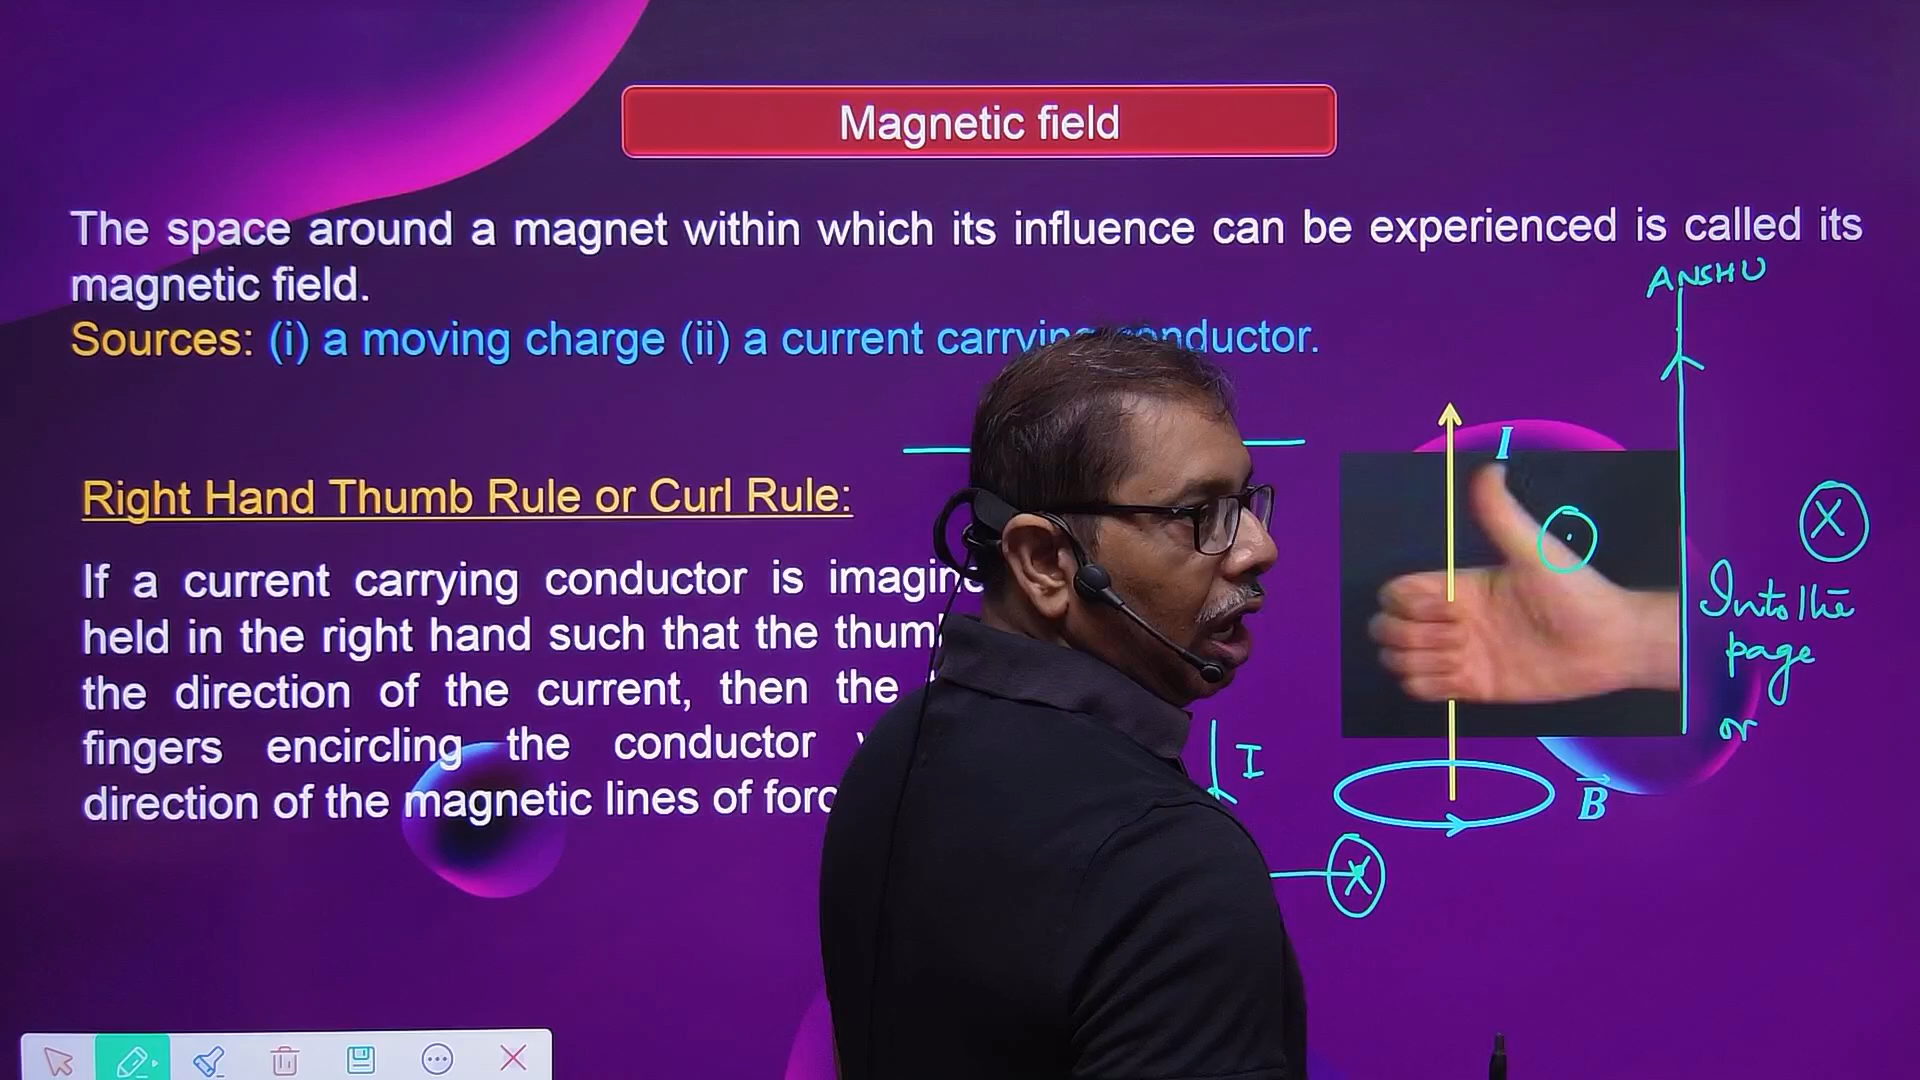 Magnetic field
The space around a magnet within which its influence can be experienced is called its
magnetic field.
Sources: (i) a moving charge (ii) a current carrying conductor.
ANSHU
I
Right Hand Thumb Rule or Curl Rule:
X
If a current carrying conductor is imagine
held in the right hand such that the thum
the direction of the current, then the
fingers encircling the conductor
direction of the magnetic lines of forc
Into the
page
or
I
B
X